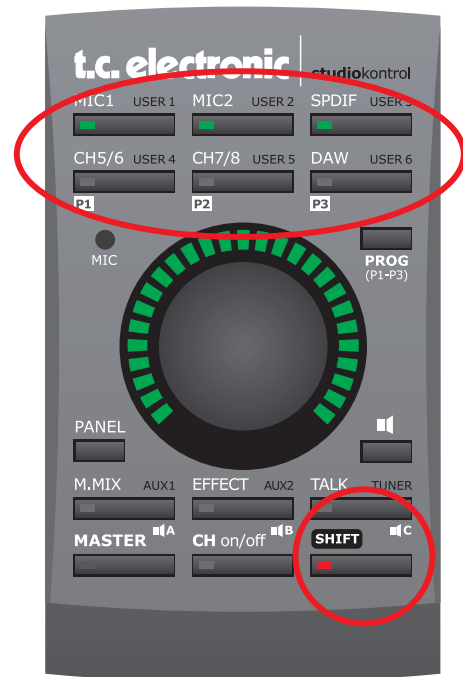 t.c. electronic studiokontrol
MIC1 USER 1 MIC2 USER 2 SPDIF USER 3
CH5/6 USER 4 CH7/8 USER 5 DAW USER 6
P1 P2 P3
MIC
PROG
(P1-P3)
PANEL
M.MIX AUX1 EFFECT AUX2 TALK TUNER
A B C
MASTER CH on/off SHIFT